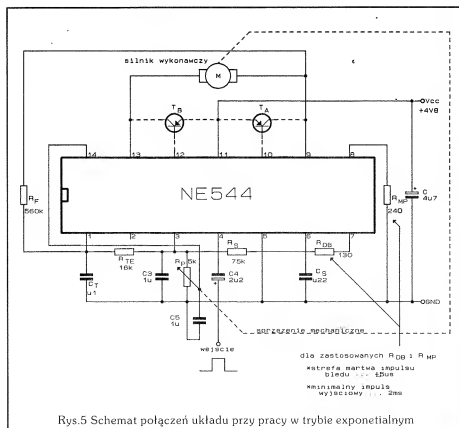 silnik wykonawczy
M
T B
T A
Vcc
+4V8
14 13 12 11 10 9 8
NE544
R F
560k
R MP
240
C
4u7
1 2 3 4 5 6 7
R TE
18k
R P 5k
R S
75k
R DB
130
C T
u1
C3
1u
C4
2u2
C S
u22
C5
1u
GND
sprzężenie mechaniczne
wejście
dla zastosowanych R DB i R MP
*strefa martwa impulsu
błędu ... ±5us
*minimalny impuls
wyjściowy ... 2ms
Rys.5 Schemat połączeń układu przy pracy w trybie exponetialnym